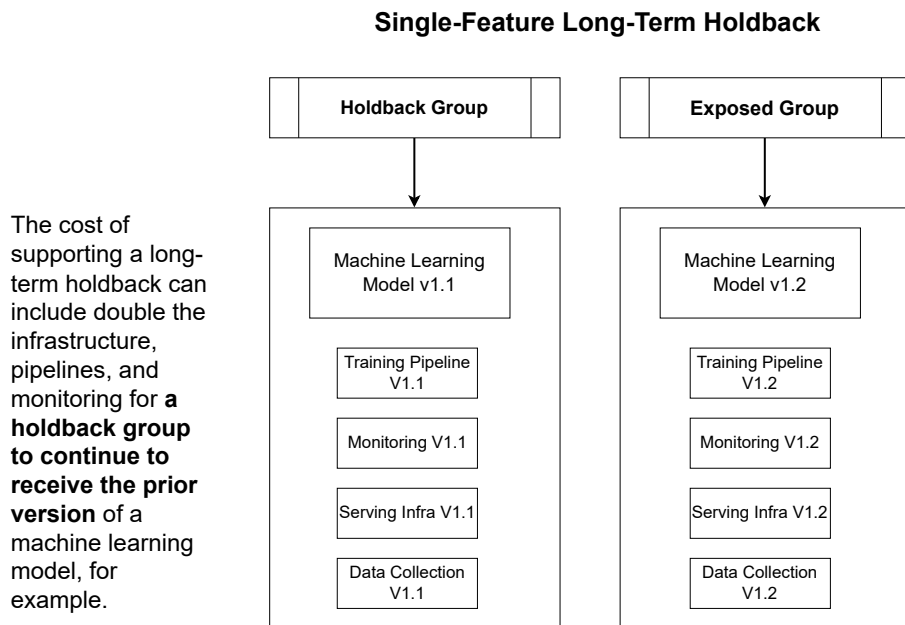 Single-Feature Long-Term Holdback
Holdback Group
Exposed Group
The cost of
supporting a long-
term holdback can
include double the
infrastructure,
pipelines, and
monitoring for a
holdback group
to continue to
receive the prior
version of a
machine learning
model, for
example.
Machine Learning
Model v1.1
Training Pipeline
V1.1
Monitoring V1.1
Serving Infra V1.1
Data Collection
V1.1
Machine Learning
Model v1.2
Training Pipeline
V1.2
Monitoring V1.2
Serving Infra V1.2
Data Collection
V1.2